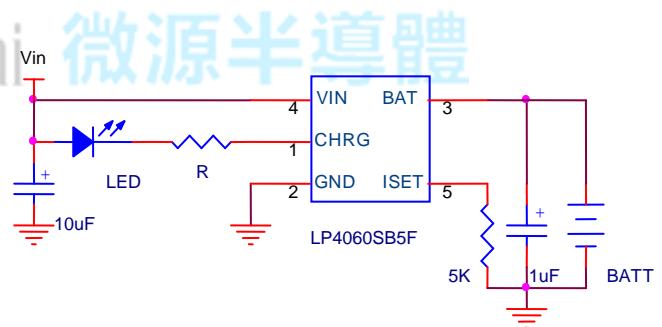 ni 微源半導體
Vin
4 VIN BAT 3
1 CHRG
2 GND ISET 5
LED R
+
10uF
LP4060SB5F
+
5K 1uF BATT